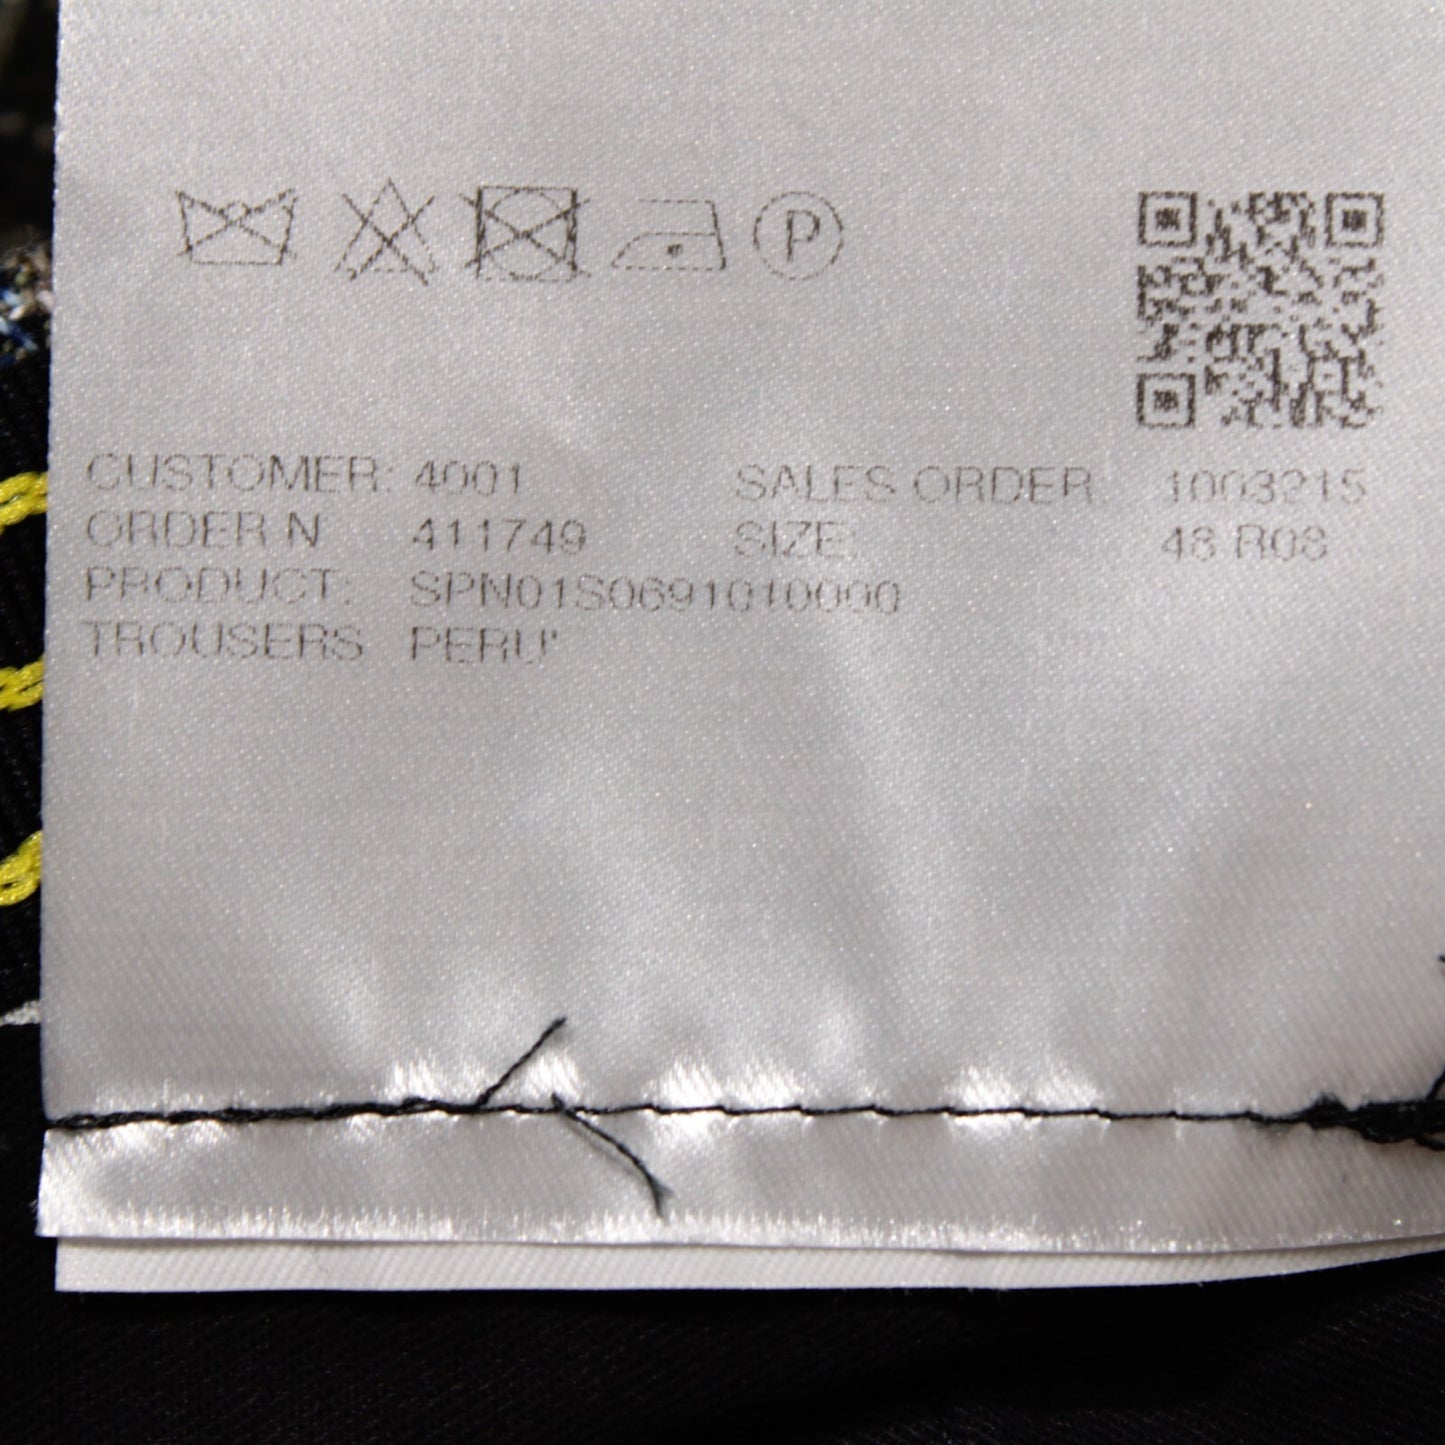 P
CUSTOMER: 4001 SALES ORDER 1003215
ORDER N 411749 SIZE: 48 R08
PRODUCT: SPN01S0691010000
TROUSERS PERU'